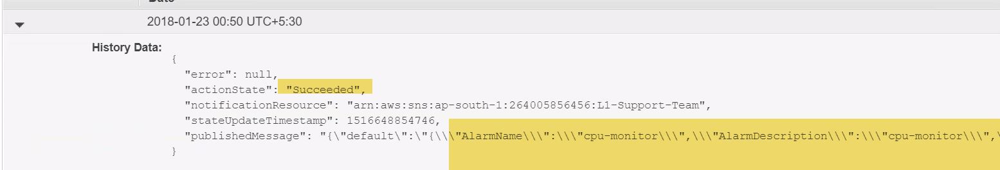 Date
2018-01-23 00:50 UTC+5:30
History Data:
{
"error": null,
"actionState": "Succeeded",
"notificationResource": "arn:aws:sns:ap-south-1:264005856456:L1-Support-Team",
"stateUpdateTimestamp": 1516648854746,
"publishedMessage": "{\"default\":\"{\\\"AlarmName\\\":\\\"cpu-monitor\\\",\\\"AlarmDescription\\\":\\\"cpu-monitor\\\",\
}